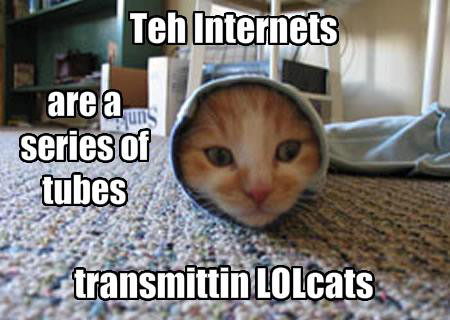 Teh Internets
are a
series of
tubes
transmittin LOLcats